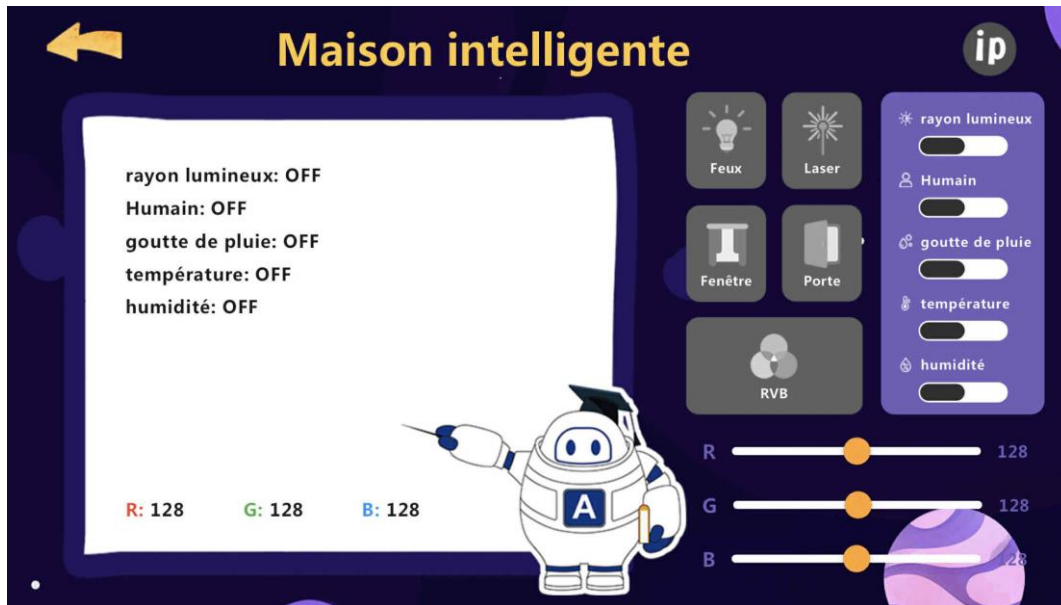 Maison intelligente
ip
rayon lumineux: OFF
Humain: OFF
goutte de pluie: OFF
température: OFF
humidité: OFF
R: 128 G: 128 B: 128
A
Feux
Laser
Fenêtre
Porte
RVB
rayon lumineux
Humain
goutte de pluie
température
humidité
R 128
G 128
B 128